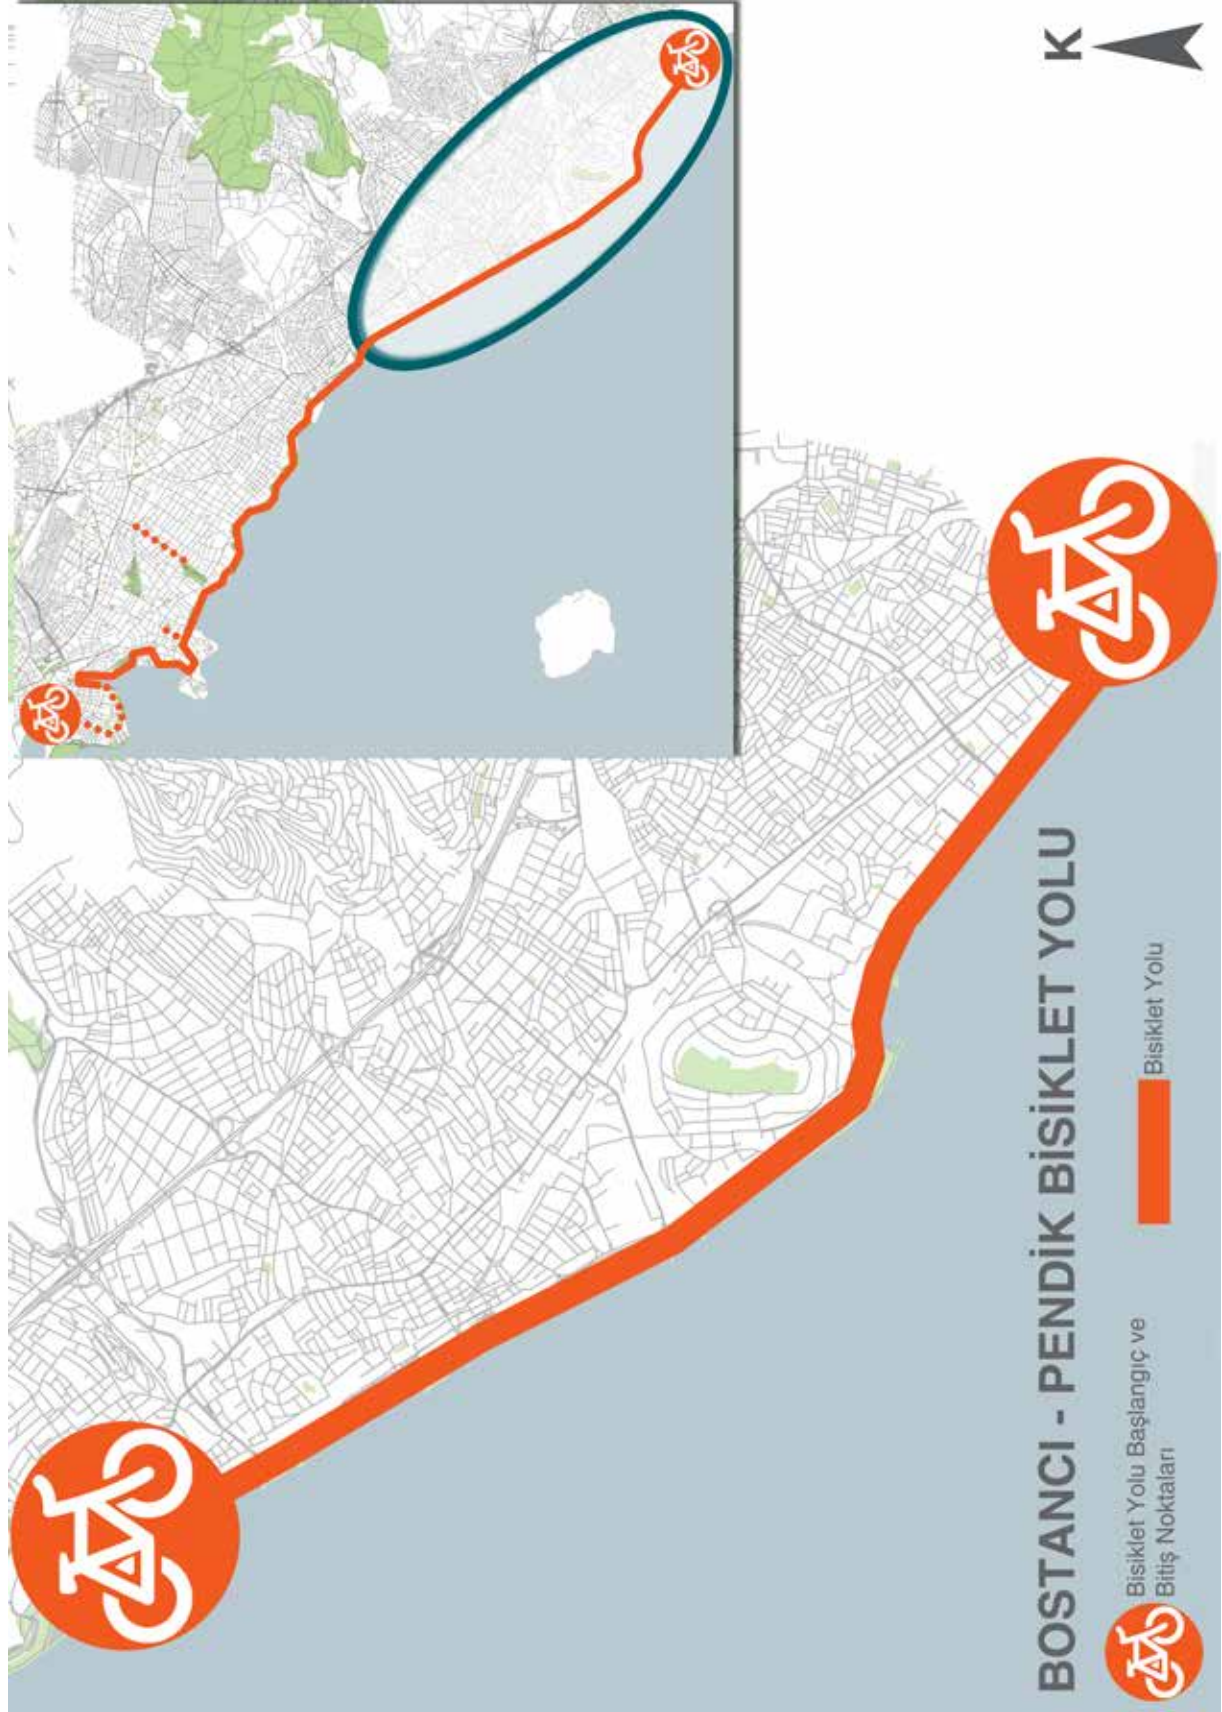 K
BOSTANCI - PENDİK BİSİKLET YOLU
Bisiklet Yolu Başlangıç ve
Bitiş Noktaları
Bisiklet Yolu